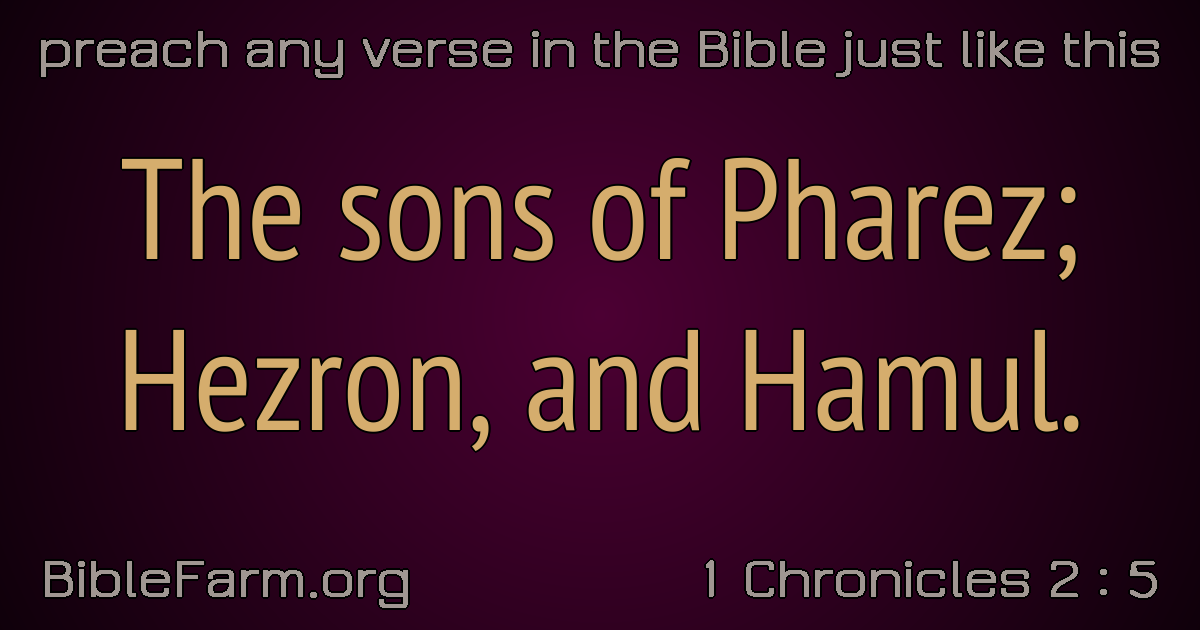 preach any verse in the Bible just like this
The sons of Pharez;
Hezron, and Hamul.
BibleFarm.org
1 Chronicles 2 : 5